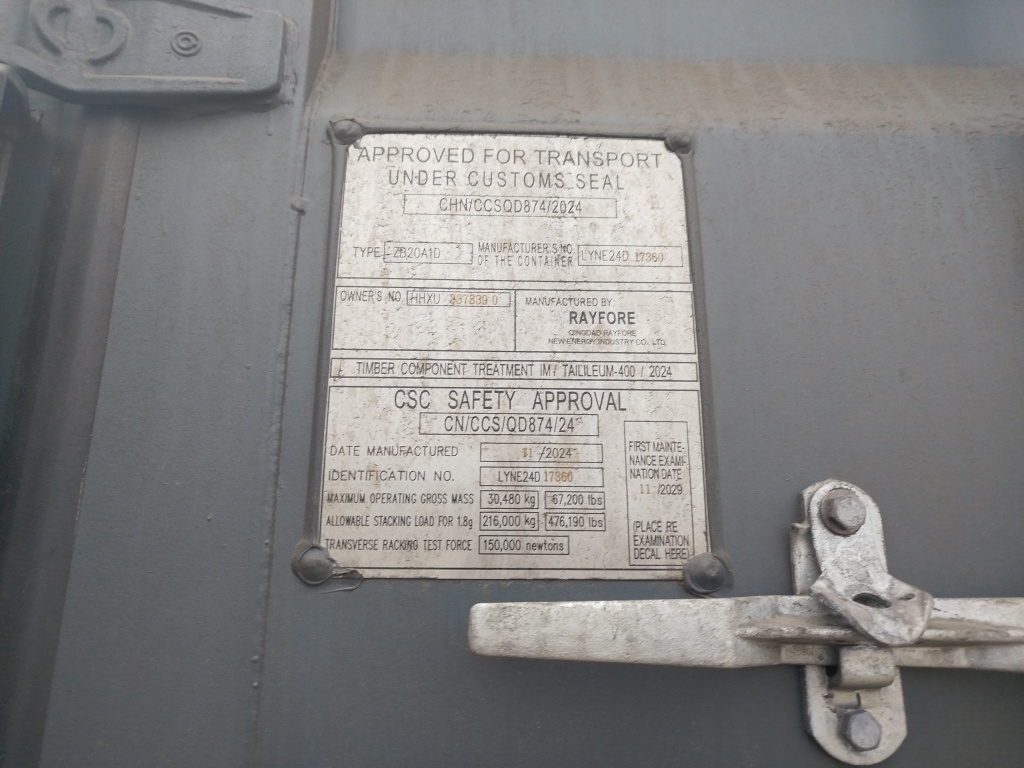 APPROVED FOR TRANSPORT
UNDER CUSTOMS SEAL
CHN/CCSQD874/2024
TYPE ZB20A1D MANUFACTURER'S NO. OF THE CONTAINER LYNE24D 17360
OWNER'S NO. HHXU 337839 0
MANUFACTURED BY:
RAYFORE
QINGDAO RAYFORE
NEW ENERGY INDUSTRY CO., LTD.
TIMBER COMPONENT TREATMENT IM / TAILILEUM-400 / 2024
CSC SAFETY APPROVAL
CN/CCS/QD874/24
DATE MANUFACTURED 11 /2024
IDENTIFICATION NO. LYNE24D 17360
MAXIMUM OPERATING GROSS MASS 30,480 kg 67,200 lbs
ALLOWABLE STACKING LOAD FOR 1.8g 216,000 kg 476,190 lbs
TRANSVERSE RACKING TEST FORCE 150,000 newtons
FIRST MAINTE-
NANCE EXAMI-
NATION DATE
11 /2029
(PLACE RE
EXAMINATION
DECAL HERE)